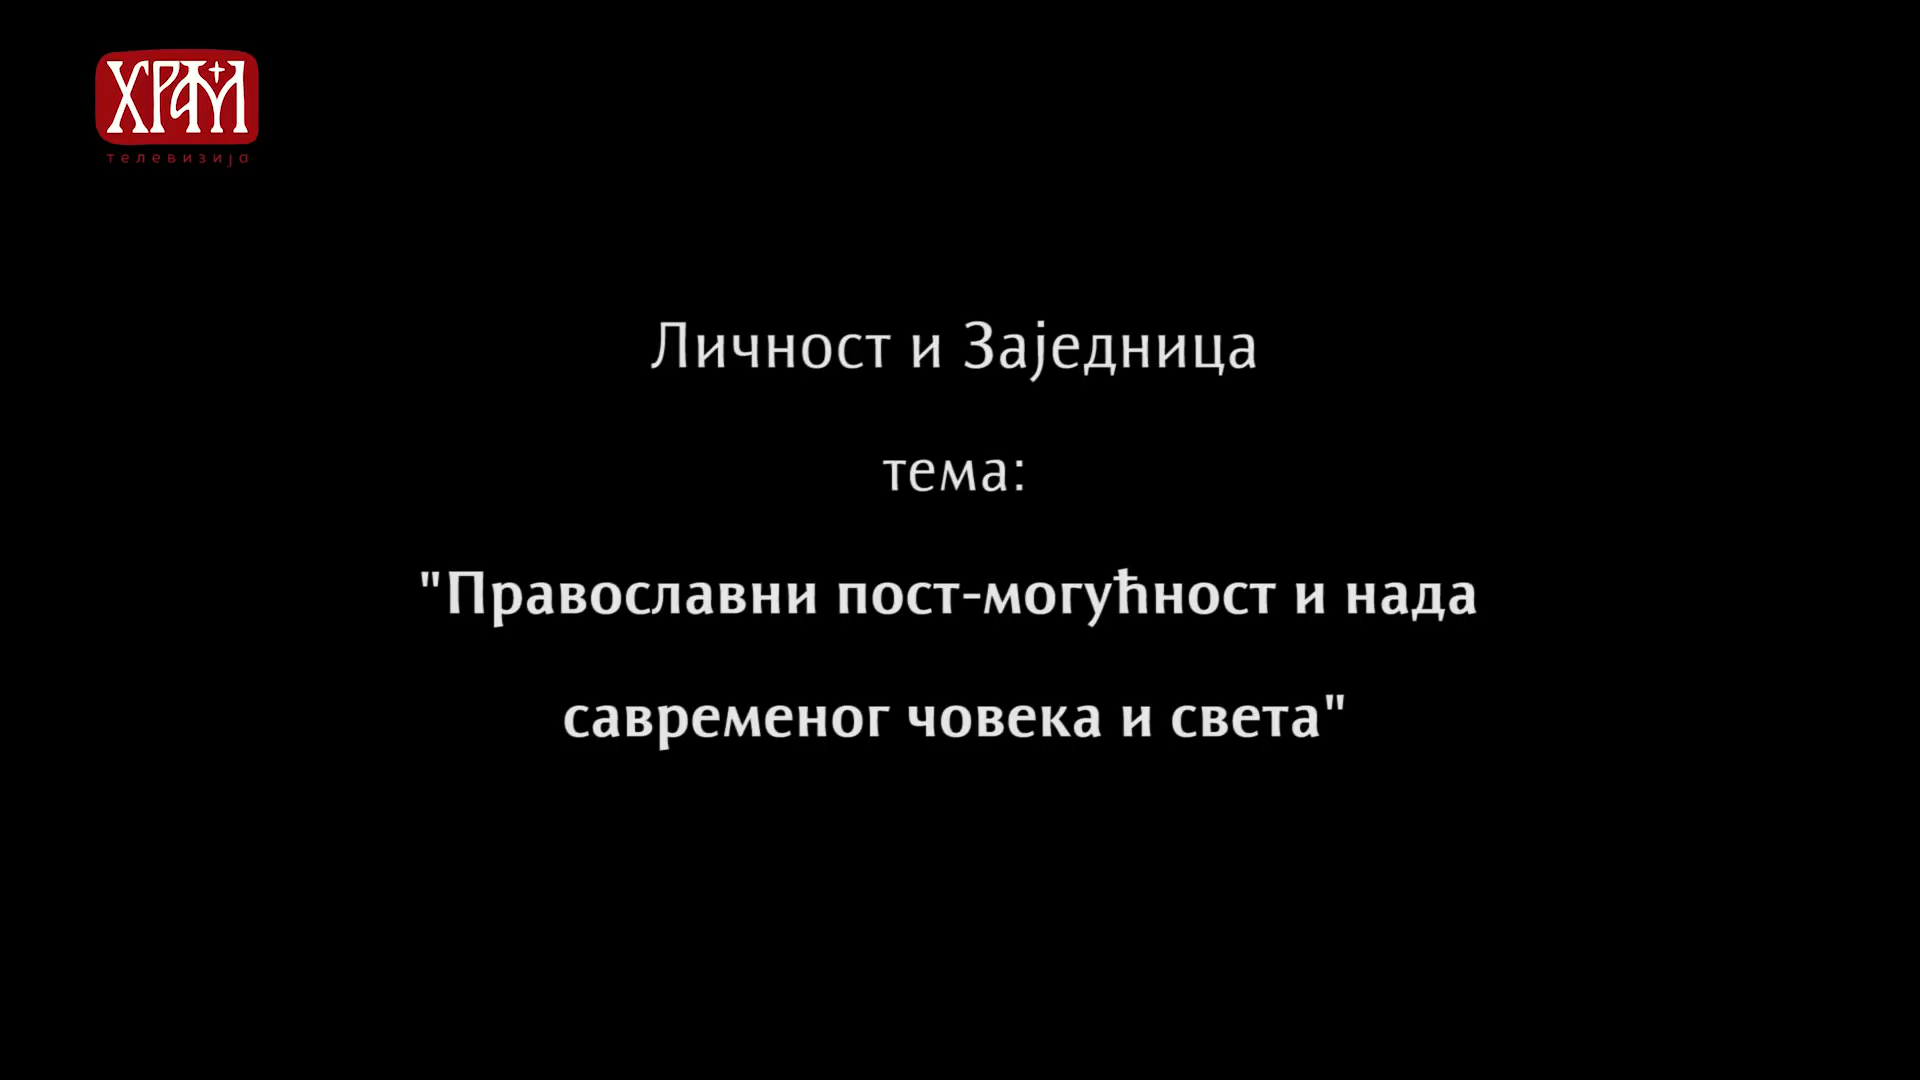 ХРАМ
телевизија
Личност и Заједница
тема:
"Православни пост-могућност и нада
савременог човека и света"